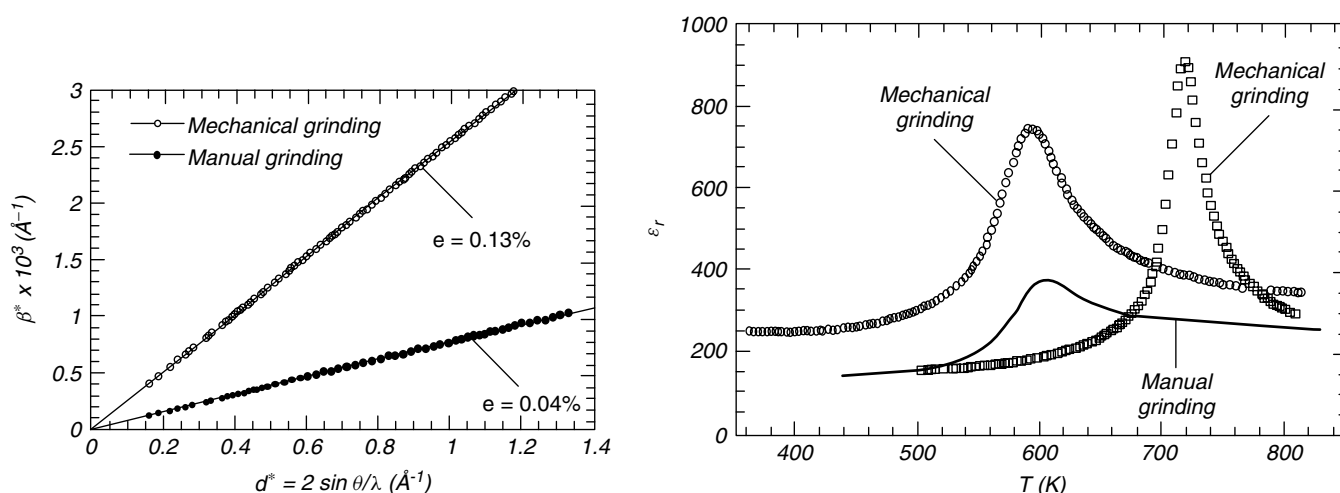 3
2.5
2
1.5
1
0.5
0
β* x 10³ (Å⁻¹)
Mechanical grinding
Manual grinding
e = 0.13%
e = 0.04%
0 0.2 0.4 0.6 0.8 1 1.2 1.4
d* = 2 sin θ/λ (Å⁻¹)
1000
800
600
400
200
0
εr
Mechanical
grinding
Mechanical
grinding
Manual
grinding
400 500 600 700 800
T (K)